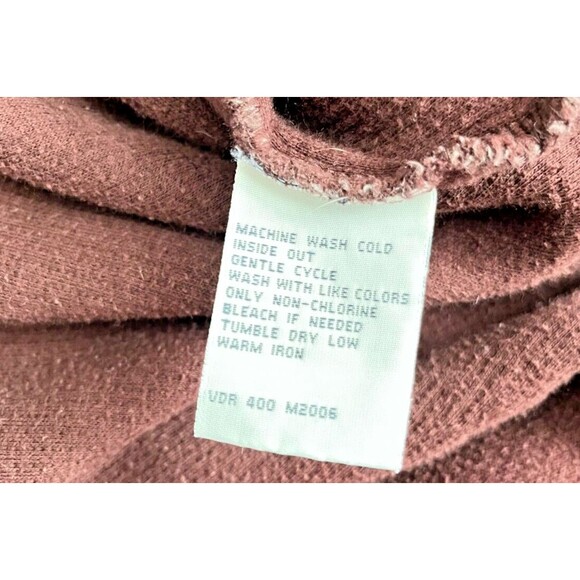 MACHINE WASH COLD
INSIDE OUT
GENTLE CYCLE
WASH WITH LIKE COLORS
ONLY NON-CHLORINE
BLEACH IF NEEDED
TUMBLE DRY LOW
WARM IRON
VDR 400 M2006